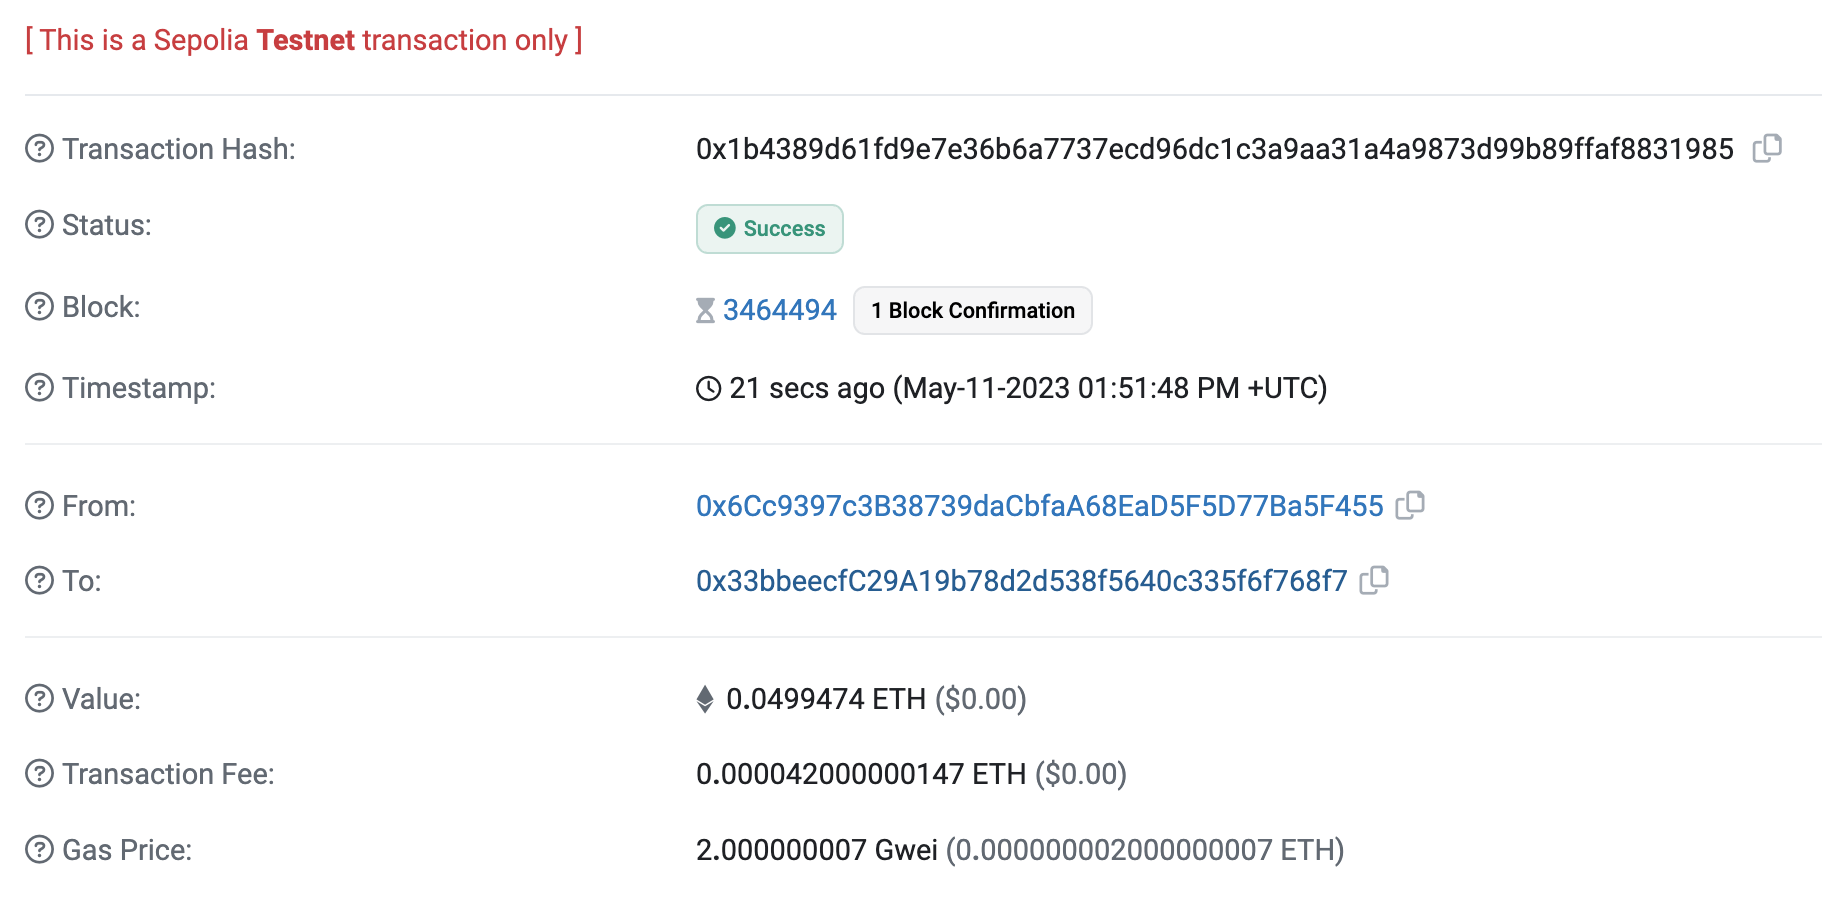 [ This is a Sepolia Testnet transaction only ]
Transaction Hash: 0x1b4389d61fd9e7e36b6a7737ecd96dc1c3a9aa31a4a9873d99b89ffaf8831985
Status: Success
Block: 3464494 1 Block Confirmation
Timestamp: 21 secs ago (May-11-2023 01:51:48 PM +UTC)
From: 0x6Cc9397c3B38739daCbfaA68EaD5F5D77Ba5F455
To: 0x33bbeecfC29A19b78d2d538f5640c335f6f768f7
Value: 0.0499474 ETH ($0.00)
Transaction Fee: 0.000042000000147 ETH ($0.00)
Gas Price: 2.000000007 Gwei (0.000000002000000007 ETH)